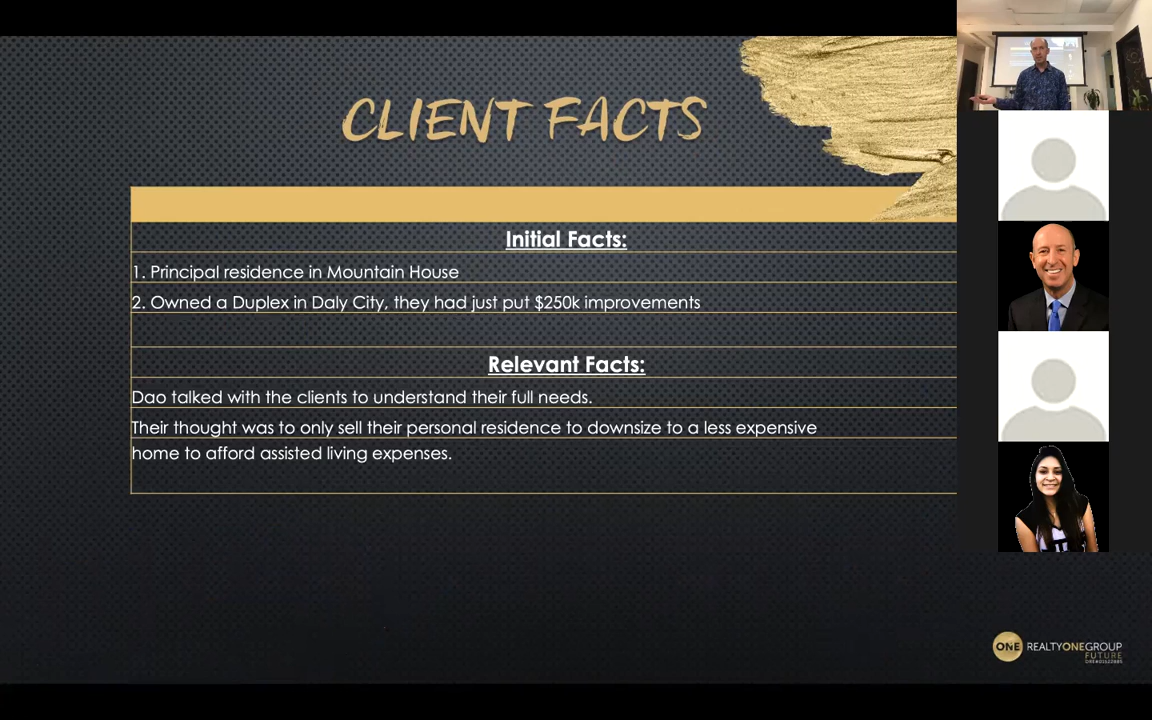 CLIENT FACTS
Initial Facts:
1. Principal residence in Mountain House
2. Owned a Duplex in Daly City, they had just put $250k improvements
Relevant Facts:
Dao talked with the clients to understand their full needs.
Their thought was to only sell their personal residence to downsize to a less expensive
home to afford assisted living expenses.
ONE REALTYONEGROUP
FUTURE